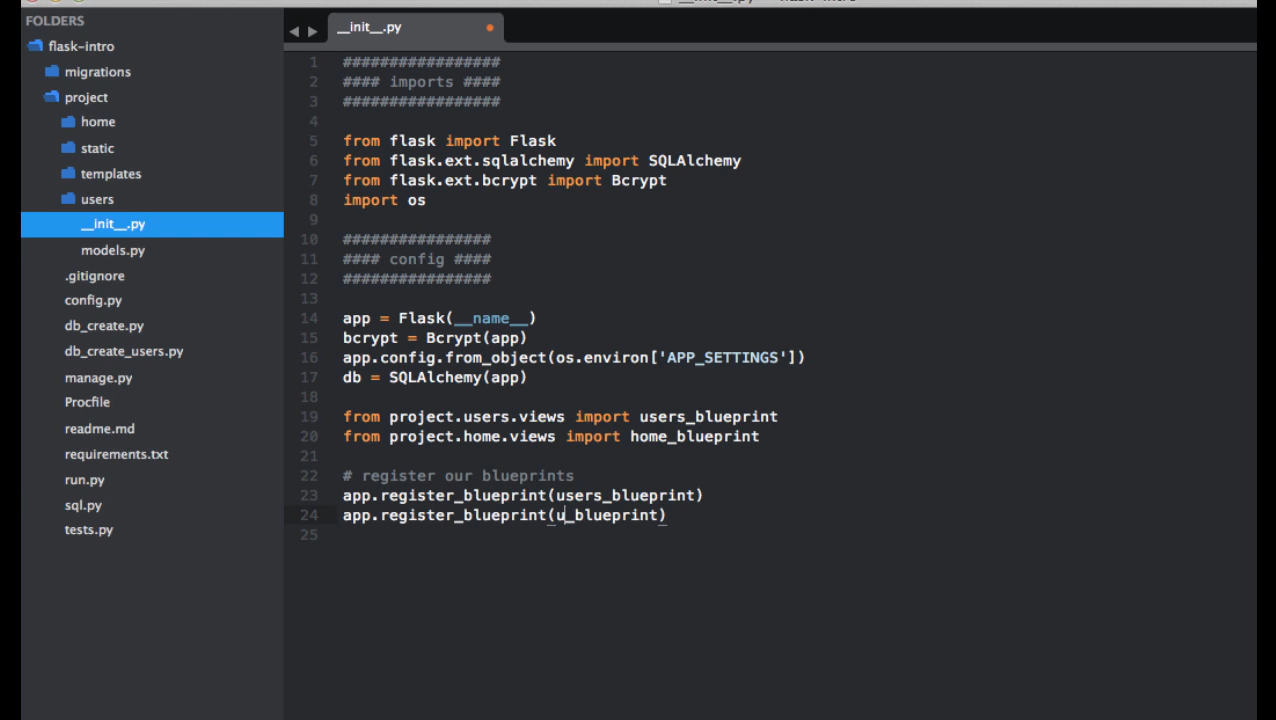 FOLDERS
flask-intro
migrations
project
home
static
templates
users
__init__.py
models.py
.gitignore
config.py
db_create.py
db_create_users.py
manage.py
Procfile
readme.md
requirements.txt
run.py
sql.py
tests.py
__init__.py
1 #################
2 #### imports ####
3 #################
4
5 from flask import Flask
6 from flask.ext.sqlalchemy import SQLAlchemy
7 from flask.ext.bcrypt import Bcrypt
8 import os
9
10 ################
11 #### config ####
12 ################
13
14 app = Flask(__name__)
15 bcrypt = Bcrypt(app)
16 app.config.from_object(os.environ['APP_SETTINGS'])
17 db = SQLAlchemy(app)
18
19 from project.users.views import users_blueprint
20 from project.home.views import home_blueprint
21
22 # register our blueprints
23 app.register_blueprint(users_blueprint)
24 app.register_blueprint(u_blueprint)
25